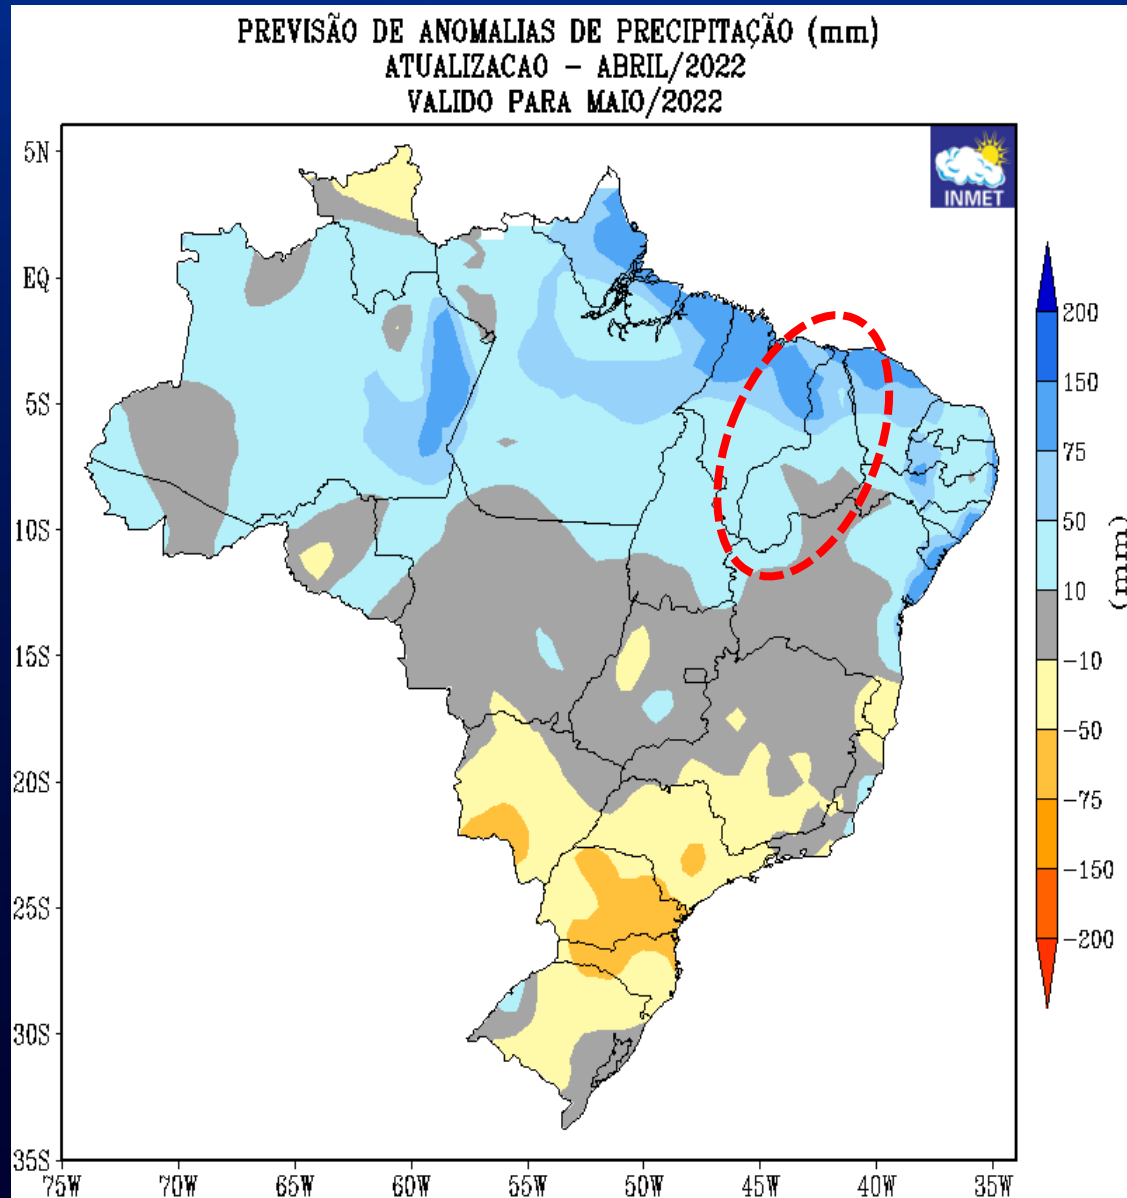 PREVISÃO DE ANOMALIAS DE PRECIPITAÇÃO (mm)
ATUALIZACAO – ABRIL/2022
VALIDO PARA MAIO/2022
INMET
5N
EQ
5S
10S
15S
20S
25S
30S
35S
75W
70W
65W
60W
55W
50W
45W
40W
35W
200
150
75
50
10
-10
-50
-75
-150
-200
(mm)